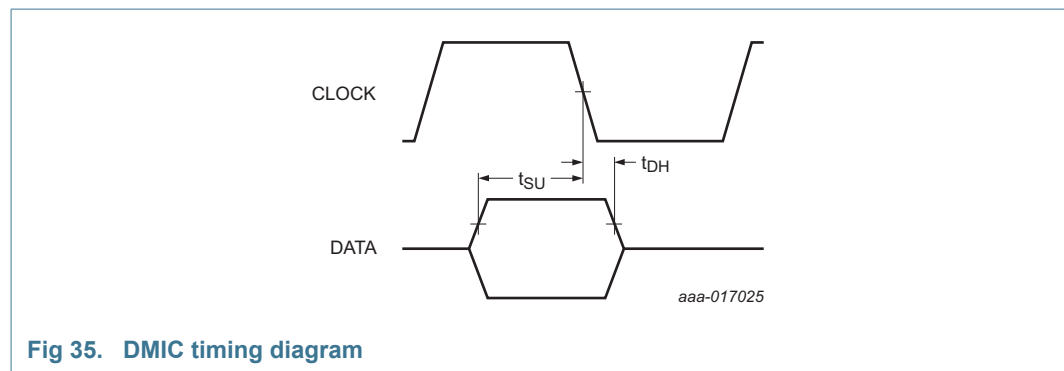 CLOCK
tDH
tSU
DATA
aaa-017025
Fig 35. DMIC timing diagram